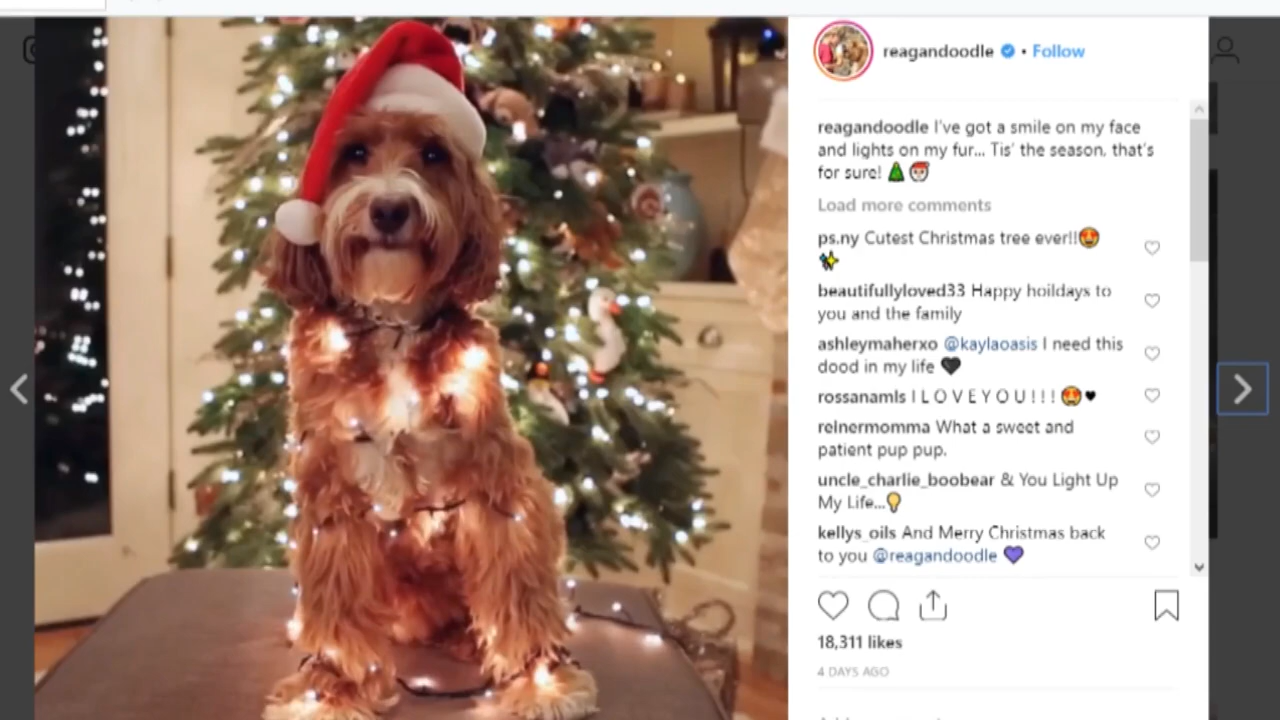 reagandoodle • Follow
reagandoodle I've got a smile on my face
and lights on my fur... Tis' the season, that's
for sure! 🎄🎅
Load more comments
ps.ny Cutest Christmas tree ever!!😍
✨
beautifullyloved33 Happy hoildays to
you and the family
ashleymaherxo @kaylaoasis I need this
dood in my life 🖤
rossanamls I L O V E Y O U ! ! ! 😍♥
relnermomma What a sweet and
patient pup pup.
uncle_charlie_boobear & You Light Up
My Life...💡
kellys_oils And Merry Christmas back
to you @reagandoodle 💜
18,311 likes
4 DAYS AGO